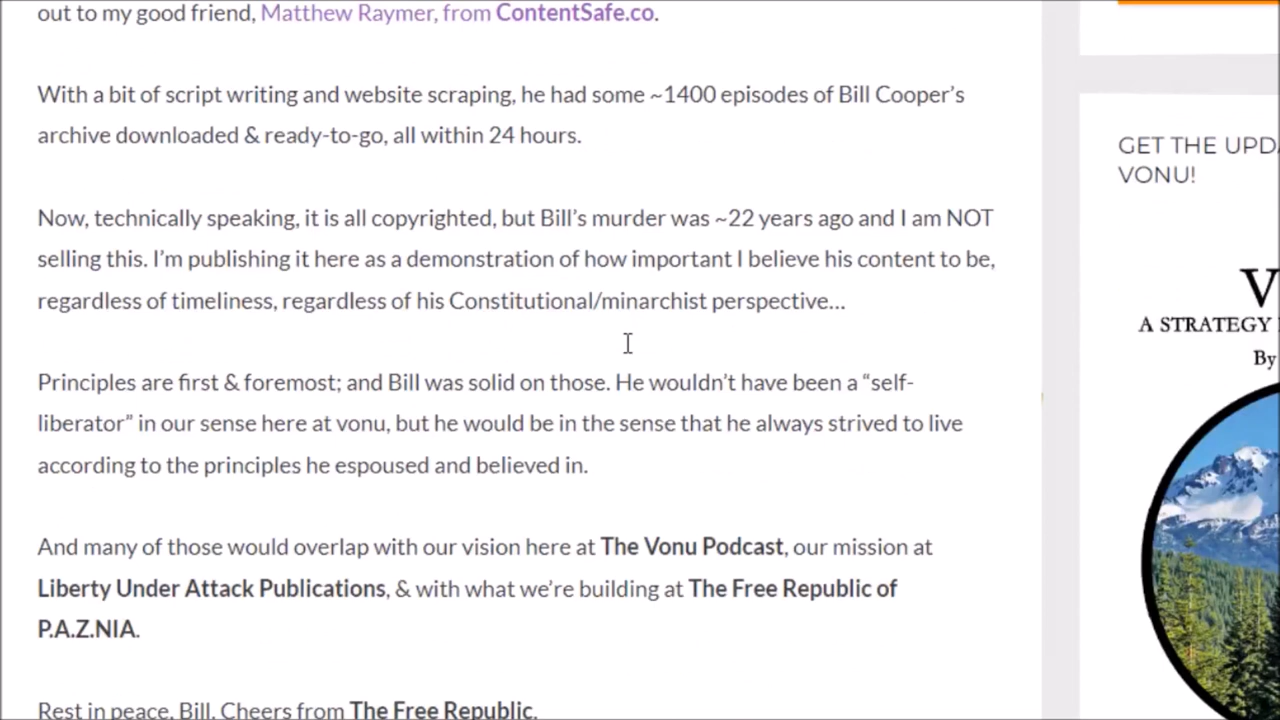 out to my good friend, Matthew Raymer, from ContentSafe.co.
With a bit of script writing and website scraping, he had some ~1400 episodes of Bill Cooper’s
archive downloaded & ready-to-go, all within 24 hours.
Now, technically speaking, it is all copyrighted, but Bill’s murder was ~22 years ago and I am NOT
selling this. I’m publishing it here as a demonstration of how important I believe his content to be,
regardless of timeliness, regardless of his Constitutional/minarchist perspective…
Principles are first & foremost; and Bill was solid on those. He wouldn’t have been a “self-
liberator” in our sense here at vonu, but he would be in the sense that he always strived to live
according to the principles he espoused and believed in.
And many of those would overlap with our vision here at The Vonu Podcast, our mission at
Liberty Under Attack Publications, & with what we’re building at The Free Republic of
P.A.Z.NIA.
Rest in peace, Bill. Cheers from The Free Republic.
GET THE UPDA
VONU!
V
A STRATEGY
By